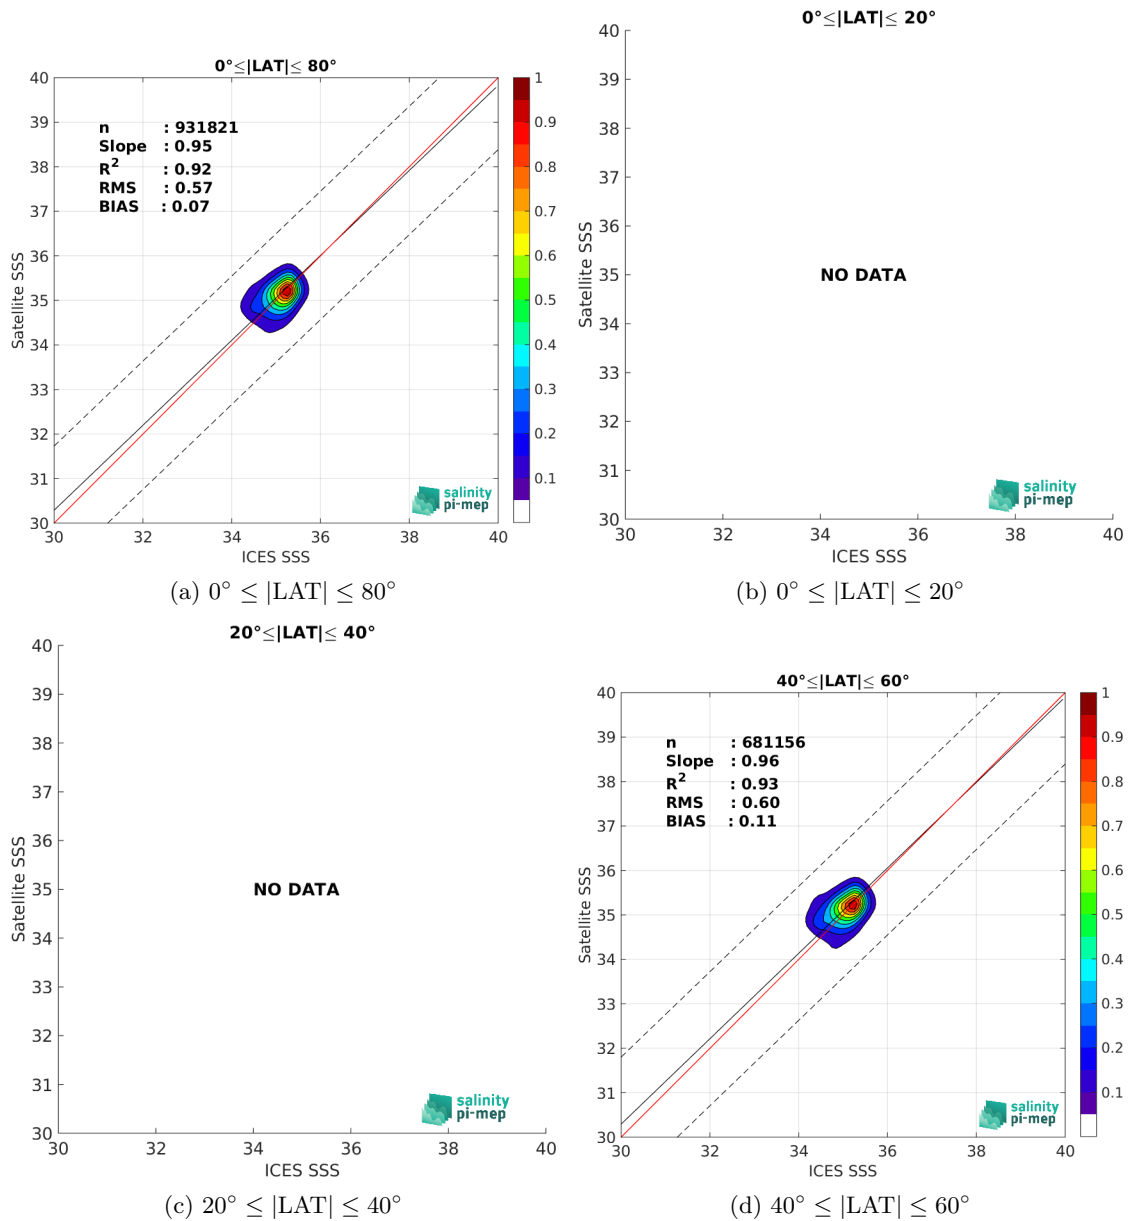 0°≤|LAT|≤ 80°
40
39
38
37
36
35
34
33
32
31
30
Satellite SSS
n : 931821
Slope : 0.95
R2 : 0.92
RMS : 0.57
BIAS : 0.07
salinity
pi-mep
30 32 34 36 38 40
ICES SSS
1
0.9
0.8
0.7
0.6
0.5
0.4
0.3
0.2
0.1
(a) 0° ≤ |LAT| ≤ 80°
0°≤|LAT|≤ 20°
40
39
38
37
36
35
34
33
32
31
30
Satellite SSS
NO DATA
salinity
pi-mep
30 32 34 36 38 40
ICES SSS
(b) 0° ≤ |LAT| ≤ 20°
20°≤|LAT|≤ 40°
40
39
38
37
36
35
34
33
32
31
30
Satellite SSS
NO DATA
salinity
pi-mep
30 32 34 36 38 40
ICES SSS
(c) 20° ≤ |LAT| ≤ 40°
40°≤|LAT|≤ 60°
40
39
38
37
36
35
34
33
32
31
30
Satellite SSS
n : 681156
Slope : 0.96
R2 : 0.93
RMS : 0.60
BIAS : 0.11
salinity
pi-mep
30 32 34 36 38 40
ICES SSS
1
0.9
0.8
0.7
0.6
0.5
0.4
0.3
0.2
0.1
(d) 40° ≤ |LAT| ≤ 60°